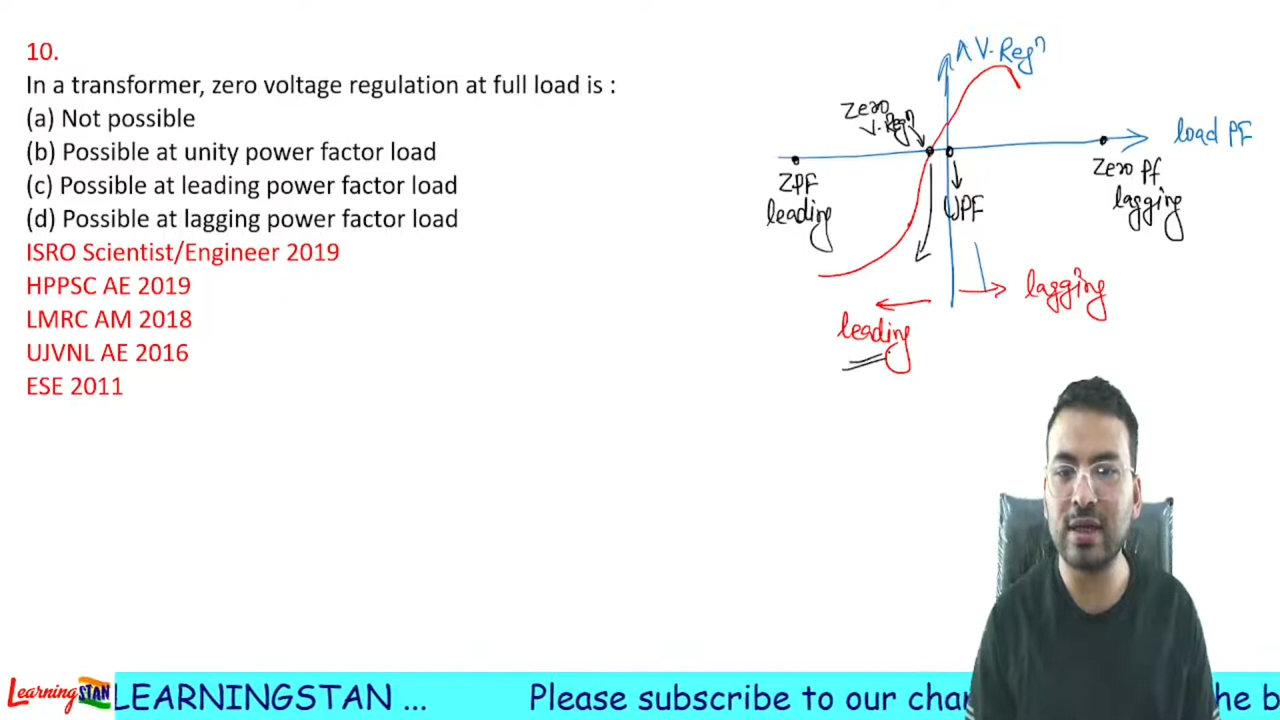 10.
In a transformer, zero voltage regulation at full load is :
(a) Not possible
(b) Possible at unity power factor load
(c) Possible at leading power factor load
(d) Possible at lagging power factor load
ISRO Scientist/Engineer 2019
HPPSC AE 2019
LMRC AM 2018
UJVNL AE 2016
ESE 2011
V.Regⁿ
Zero
V.Regⁿ
load PF
ZPF
leading
UPF
Zero Pf
lagging
leading
lagging
LearningSTAN
LEARNINGSTAN ...
Please subscribe to our chan
the b